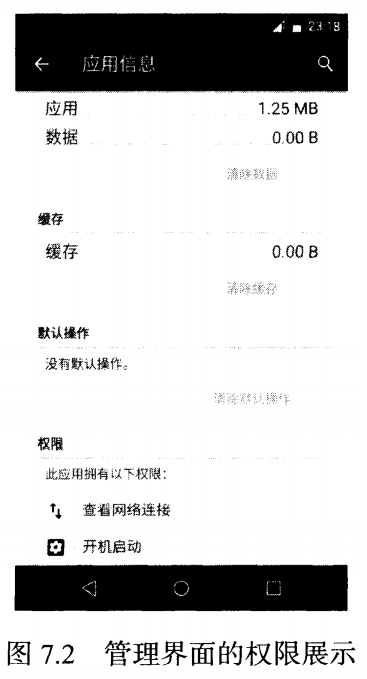 23:18
应用信息
应用 1.25 MB
数据 0.00 B
清除数据
缓存
缓存 0.00 B
清除缓存
默认操作
没有默认操作。
清除默认操作
权限
此应用拥有以下权限：
查看网络连接
开机启动
图 7.2 管理界面的权限展示